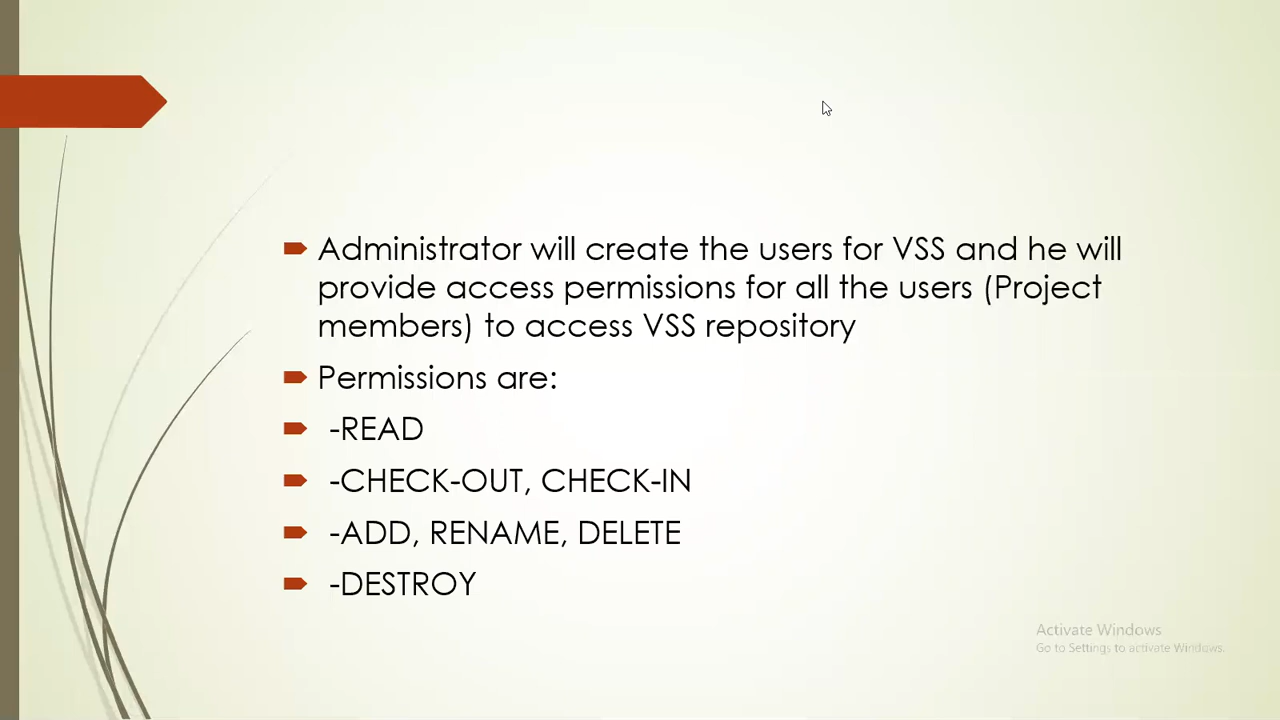 Administrator will create the users for VSS and he will
provide access permissions for all the users (Project
members) to access VSS repository
Permissions are:
-READ
-CHECK-OUT, CHECK-IN
-ADD, RENAME, DELETE
-DESTROY
Activate Windows
Go to Settings to activate Windows.